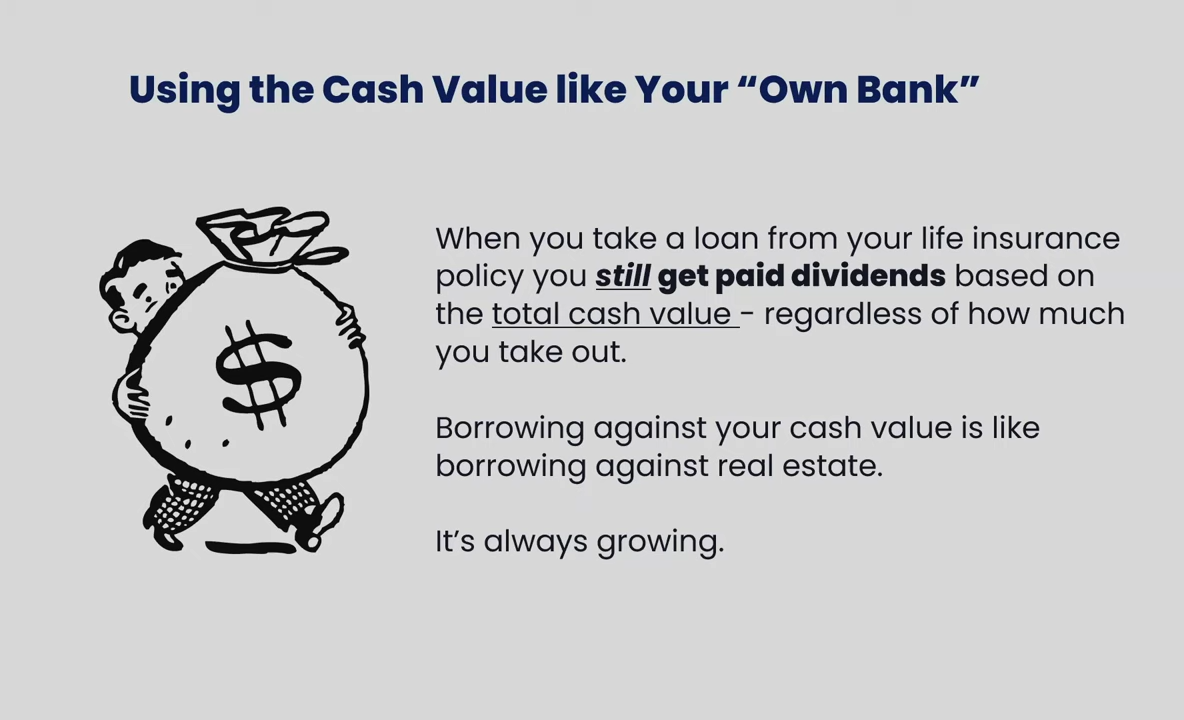 Using the Cash Value like Your “Own Bank”
When you take a loan from your life insurance
policy you still get paid dividends based on
the total cash value - regardless of how much
you take out.
Borrowing against your cash value is like
borrowing against real estate.
It’s always growing.
$